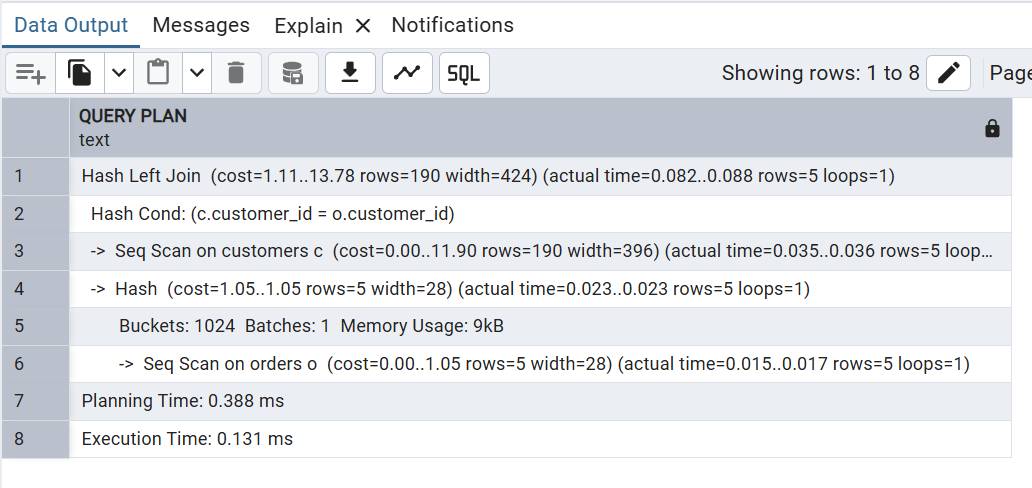 Data Output Messages Explain Notifications
SQL Showing rows: 1 to 8 Page
QUERY PLAN
text
1 Hash Left Join (cost=1.11..13.78 rows=190 width=424) (actual time=0.082..0.088 rows=5 loops=1)
2 Hash Cond: (c.customer_id = o.customer_id)
3 -> Seq Scan on customers c (cost=0.00..11.90 rows=190 width=396) (actual time=0.035..0.036 rows=5 loop...
4 -> Hash (cost=1.05..1.05 rows=5 width=28) (actual time=0.023..0.023 rows=5 loops=1)
5 Buckets: 1024 Batches: 1 Memory Usage: 9kB
6 -> Seq Scan on orders o (cost=0.00..1.05 rows=5 width=28) (actual time=0.015..0.017 rows=5 loops=1)
7 Planning Time: 0.388 ms
8 Execution Time: 0.131 ms